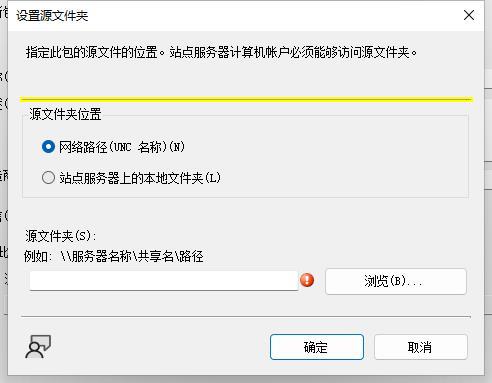 设置源文件夹
指定此包的源文件的位置。站点服务器计算机帐户必须能够访问源文件夹。
源文件夹位置
网络路径(UNC 名称)(N)
站点服务器上的本地文件夹(L)
源文件夹(S):
例如: \\服务器名称\共享名\路径
浏览(B)...
确定
取消